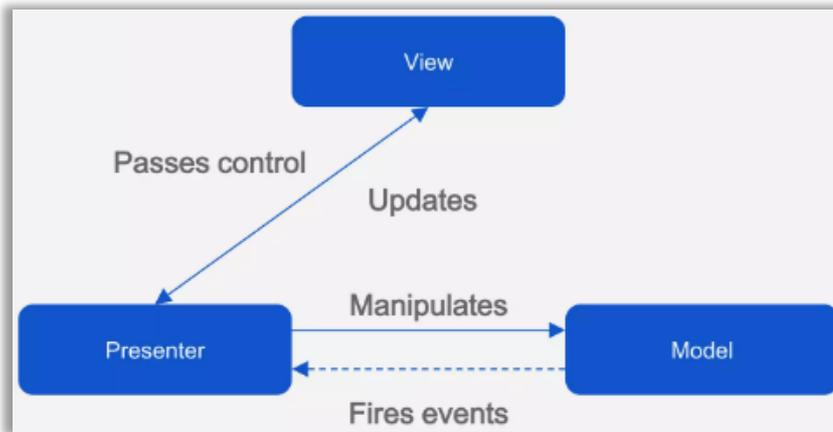 View
Passes control
Updates
Manipulates
Presenter
Model
Fires events